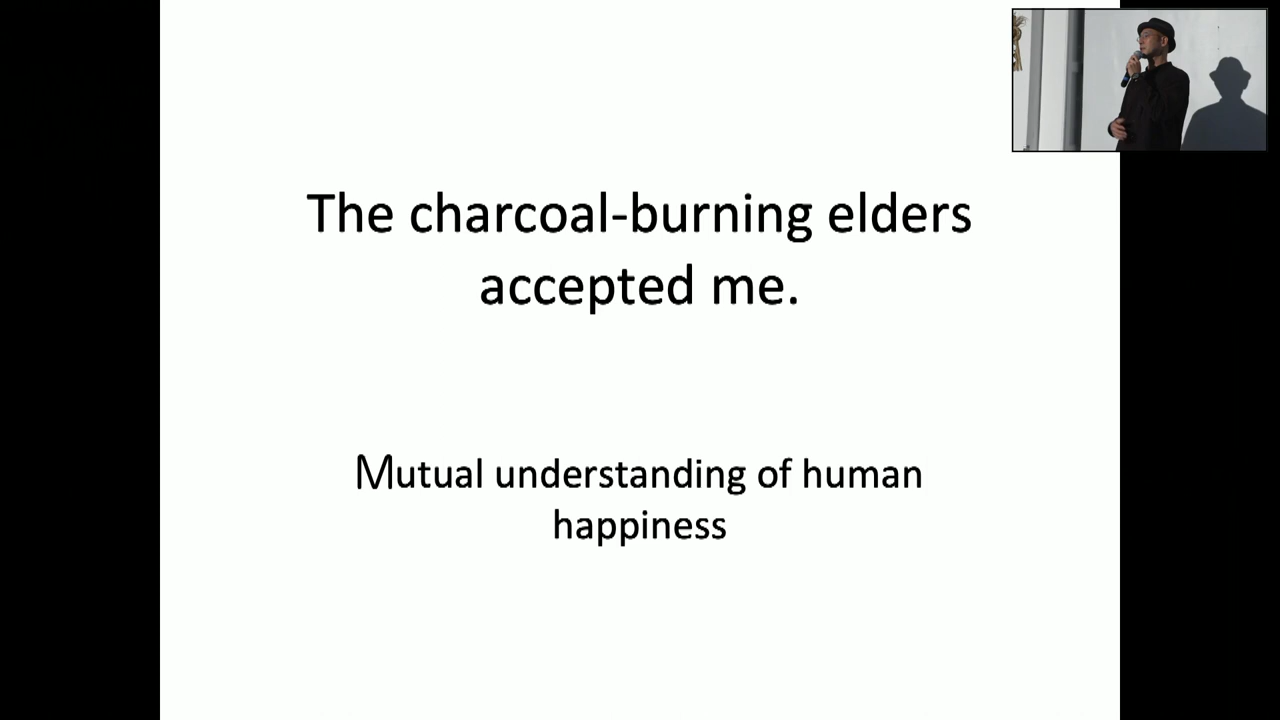 The charcoal-burning elders
accepted me.
Mutual understanding of human
happiness